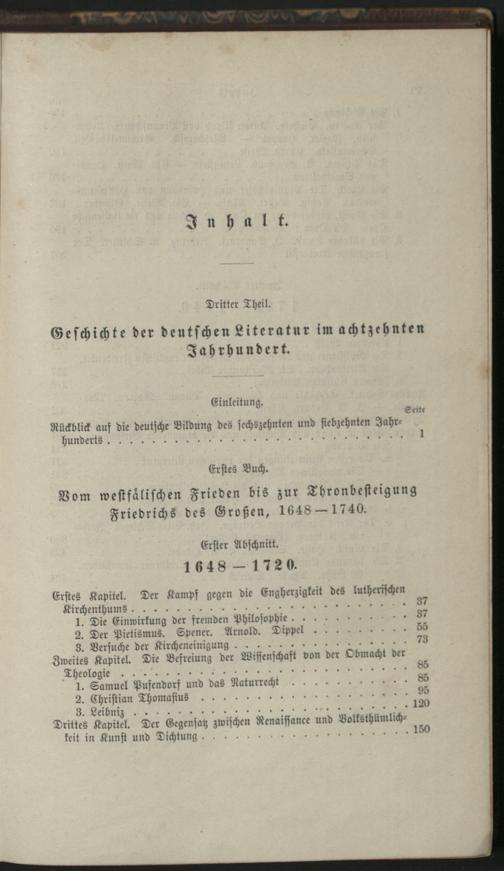 Inhalt.
Dritter Theil.
Geschichte der deutschen Literatur im achtzehnten
Jahrhundert.
Einleitung.
Seite
Rückblick auf die deutsche Bildung des sechszehnten und siebzehnten Jahr-
hunderts . . . . . . . . . . . . . . . . . . . . . . . 1
Erstes Buch.
Vom westfälischen Frieden bis zur Thronbesteigung
Friedrichs des Großen, 1648—1740.
Erster Abschnitt.
1648—1720.
Erstes Kapitel. Der Kampf gegen die Engherzigkeit des lutherischen
Kirchenthums . . . . . . . . . . . . . . . . . . . . . 37
1. Die Einwirkung der fremden Philosophie . . . . . . . . . 37
2. Der Pietismus. Spener. Arnold. Dippel . . . . . . . . 55
3. Versuche der Kircheneinigung . . . . . . . . . . . . . 73
Zweites Kapitel. Die Befreiung der Wissenschaft von der Obmacht der
Theologie . . . . . . . . . . . . . . . . . . . . . . 85
1. Samuel Pufendorf und das Naturrecht . . . . . . . . . . 85
2. Christian Thomasius . . . . . . . . . . . . . . . . . 95
3. Leibniz . . . . . . . . . . . . . . . . . . . . . . 120
Drittes Kapitel. Der Gegensatz zwischen Renaissance und Volksthümlich-
keit in Kunst und Dichtung . . . . . . . . . . . . . . . 150